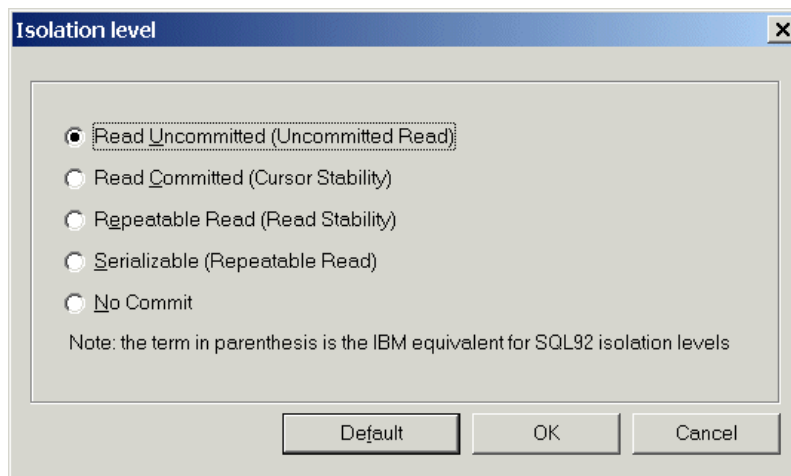 Isolation level
Read Uncommitted (Uncommitted Read)
Read Committed (Cursor Stability)
Repeatable Read (Read Stability)
Serializable (Repeatable Read)
No Commit
Note: the term in parenthesis is the IBM equivalent for SQL92 isolation levels
Default OK Cancel